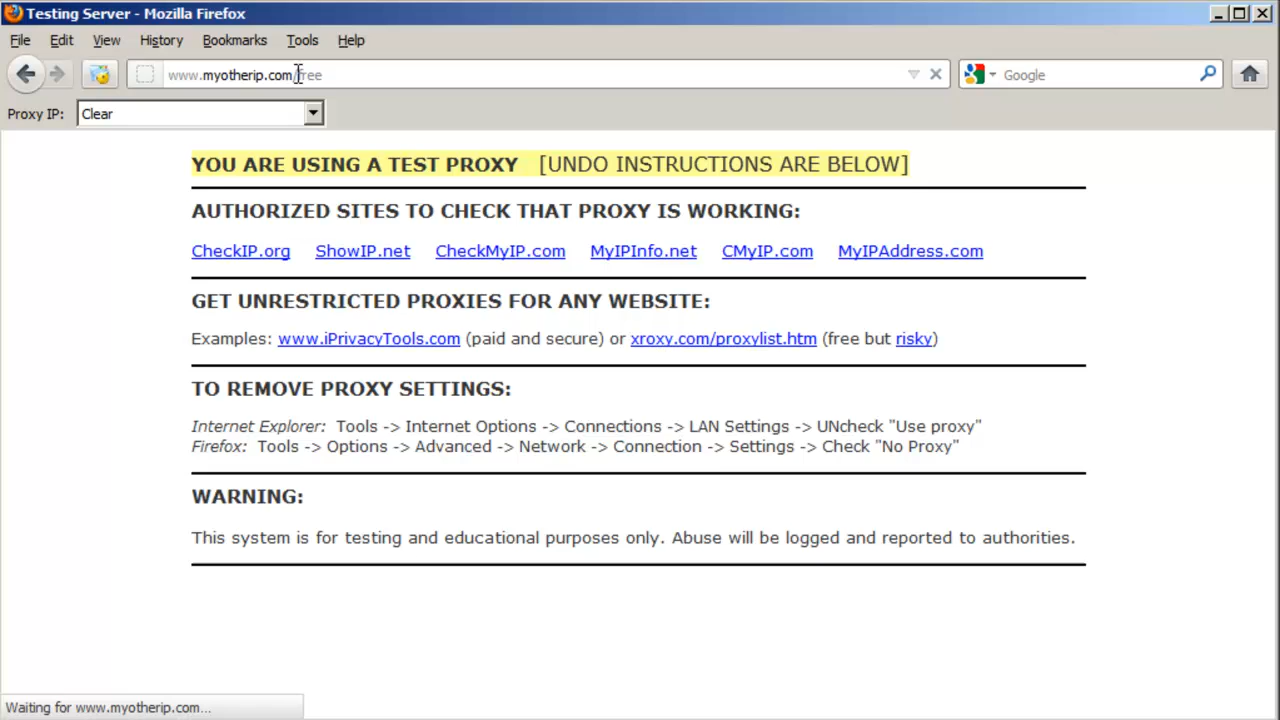 Testing Server - Mozilla Firefox
File Edit View History Bookmarks Tools Help
www.myotherip.com/free Google
Proxy IP: Clear
YOU ARE USING A TEST PROXY [UNDO INSTRUCTIONS ARE BELOW]
AUTHORIZED SITES TO CHECK THAT PROXY IS WORKING:
CheckIP.org ShowIP.net CheckMyIP.com MyIPInfo.net CMyIP.com MyIPAddress.com
GET UNRESTRICTED PROXIES FOR ANY WEBSITE:
Examples: www.iPrivacyTools.com (paid and secure) or xroxy.com/proxylist.htm (free but risky)
TO REMOVE PROXY SETTINGS:
Internet Explorer: Tools -> Internet Options -> Connections -> LAN Settings -> UNcheck "Use proxy"
Firefox: Tools -> Options -> Advanced -> Network -> Connection -> Settings -> Check "No Proxy"
WARNING:
This system is for testing and educational purposes only. Abuse will be logged and reported to authorities.
Waiting for www.myotherip.com...